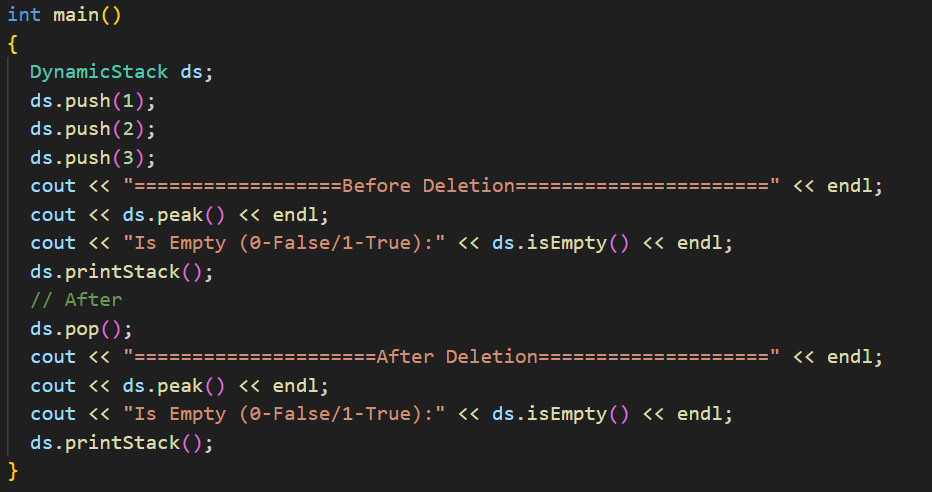 int main()
{
DynamicStack ds;
ds.push(1);
ds.push(2);
ds.push(3);
cout << "==================Before Deletion======================" << endl;
cout << ds.peak() << endl;
cout << "Is Empty (0-False/1-True):" << ds.isEmpty() << endl;
ds.printStack();
// After
ds.pop();
cout << "=====================After Deletion====================" << endl;
cout << ds.peak() << endl;
cout << "Is Empty (0-False/1-True):" << ds.isEmpty() << endl;
ds.printStack();
}